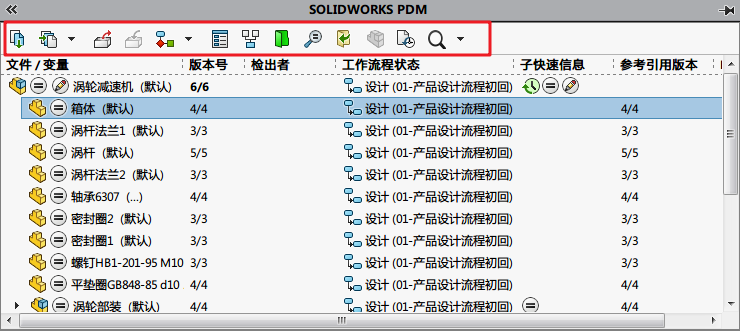 SOLIDWORKS PDM
文件 / 变量 版本号 检出者 工作流程状态 子快速信息 参考引用版本
涡轮减速机 (默认) 6/6 设计 (01-产品设计流程初回)
箱体 (默认) 4/4 设计 (01-产品设计流程初回) 4/4
涡杆法兰1 (默认) 3/3 设计 (01-产品设计流程初回) 3/3
涡杆 (默认) 5/5 设计 (01-产品设计流程初回) 5/5
涡杆法兰2 (默认) 3/3 设计 (01-产品设计流程初回) 3/3
轴承6307 (...) 4/4 设计 (01-产品设计流程初回) 4/4
密封圈2 (默认) 3/3 设计 (01-产品设计流程初回) 3/3
密封圈1 (默认) 3/3 设计 (01-产品设计流程初回) 3/3
螺钉HB1-201-95 M10 3/3 设计 (01-产品设计流程初回) 3/3
平垫圈GB848-85 d10 4/4 设计 (01-产品设计流程初回) 4/4
涡轮部装 (默认) 4/4 设计 (01-产品设计流程初回) 4/4